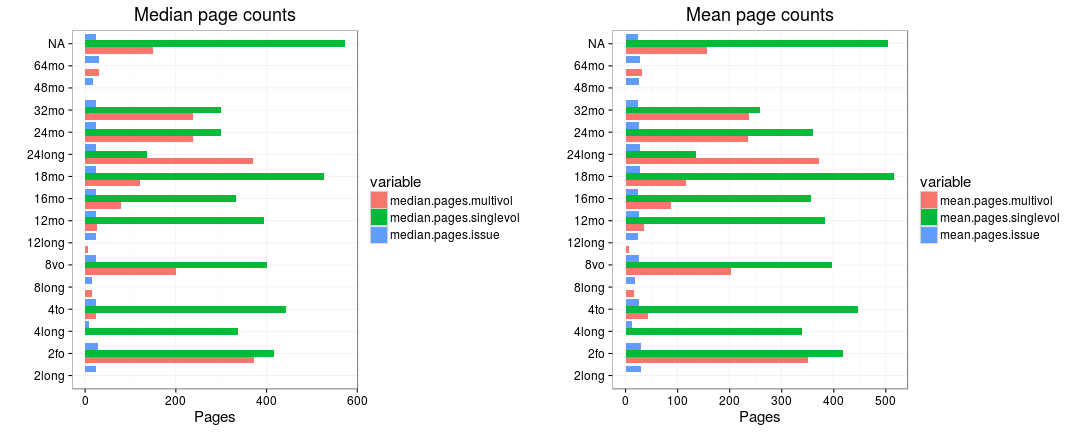 Median page counts
NA
64mo
48mo
32mo
24mo
24long
18mo
16mo
12mo
12long
8vo
8long
4to
4long
2fo
2long
0 200 400 600
Pages
variable
median.pages.multivol
median.pages.singlevol
median.pages.issue
Mean page counts
NA
64mo
48mo
32mo
24mo
24long
18mo
16mo
12mo
12long
8vo
8long
4to
4long
2fo
2long
0 100 200 300 400 500
Pages
variable
mean.pages.multivol
mean.pages.singlevol
mean.pages.issue